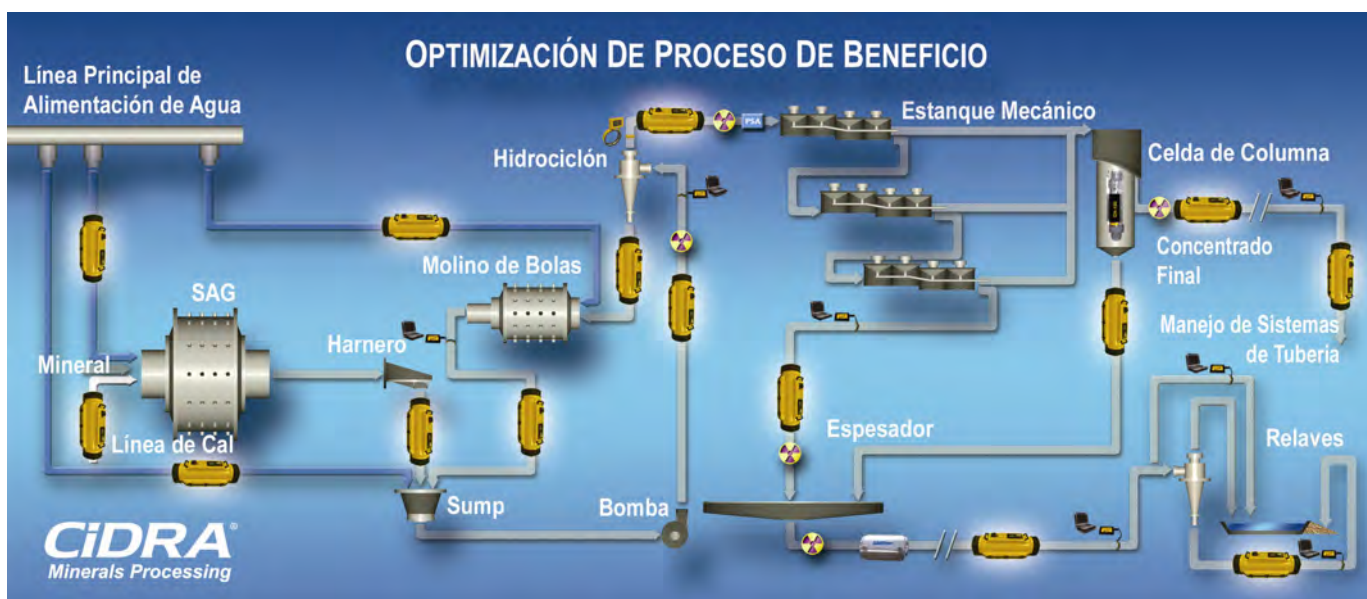 OPTIMIZACIÓN DE PROCESO DE BENEFICIO
Línea Principal de
Alimentación de Agua
Estanque Mecánico
PSA
Hidrociclón
Celda de Columna
Molino de Bolas
Concentrado
Final
SAG
Harnero
Manejo de Sistemas
de Tuberia
Mineral
Línea de Cal
Espesador
Relaves
Sump
Bomba
CiDRA®
Minerals Processing